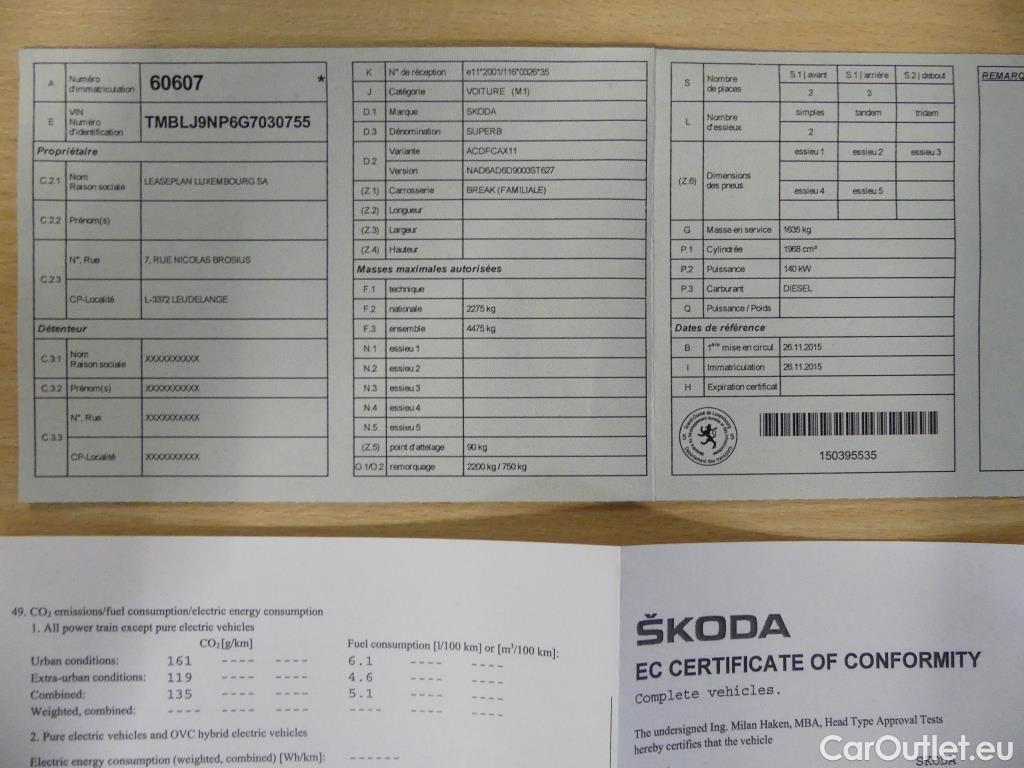 A Numéro d'immatriculation 60607 *
E VIN Numéro d'identification TMBLJ9NP6G7030755
Propriétaire
C.2.1 Nom Raison sociale LEASEPLAN LUXEMBOURG SA
C.2.2 Prénom(s)
C.2.3 N°, Rue 7, RUE NICOLAS BROSIUS
CP-Localité L-3372 LEUDELANGE
Détenteur
C.3.1 Nom Raison sociale XXXXXXXXXX
C.3.2 Prénom(s) XXXXXXXXXX
C.3.3 N°, Rue XXXXXXXXXX
CP-Localité XXXXXXXXXX
K N° de réception e11*2001/116*0326*35
J Catégorie VOITURE (M1)
D.1 Marque SKODA
D.3 Dénomination SUPERB
D.2 Variante ACDFCAX11
Version NAD6AD6D9003ST627
(Z.1) Carrosserie BREAK (FAMILIALE)
(Z.2) Longueur
(Z.3) Largeur
(Z.4) Hauteur
Masses maximales autorisées
F.1 technique
F.2 nationale 2275 kg
F.3 ensemble 4475 kg
N.1 essieu 1
N.2 essieu 2
N.3 essieu 3
N.4 essieu 4
N.5 essieu 5
(Z.5) point d'attelage 90 kg
O.1/O.2 remorquage 2200 kg / 750 kg
S Nombre de places S.1 | avant S.1 | arrière S.2 | debout
2 3
L Nombre d'essieux simples tandem tridem
2
(Z.6) Dimensions des pneus essieu 1 essieu 2 essieu 3
essieu 4 essieu 5
G Masse en service 1635 kg
P.1 Cylindrée 1968 cm³
P.2 Puissance 140 kW
P.3 Carburant DIESEL
Q Puissance / Poids
Dates de référence
B 1ère mise en circul. 26.11.2015
I Immatriculation 26.11.2015
H Expiration certificat
5 5
150395535
REMARQ
49. CO₂ emissions/fuel consumption/electric energy consumption
1. All power train except pure electric vehicles
CO₂[g/km] Fuel consumption [l/100 km] or [m³/100 km]:
Urban conditions: 161 ---- ---- 6.1 ---- ----
Extra-urban conditions: 119 ---- ---- 4.6 ---- ----
Combined: 135 ---- ---- 5.1 ---- ----
Weighted, combined: ---- ---- ---- ---- ---- ----
2. Pure electric vehicles and OVC hybrid electric vehicles
Electric energy consumption (weighted, combined) [Wh/km]: ------
ŠKODA
EC CERTIFICATE OF CONFORMITY
Complete vehicles.
The undersigned Ing. Milan Haken, MBA, Head Type Approval Tests
hereby certifies that the vehicle
ŠKODA
CarOutlet.eu